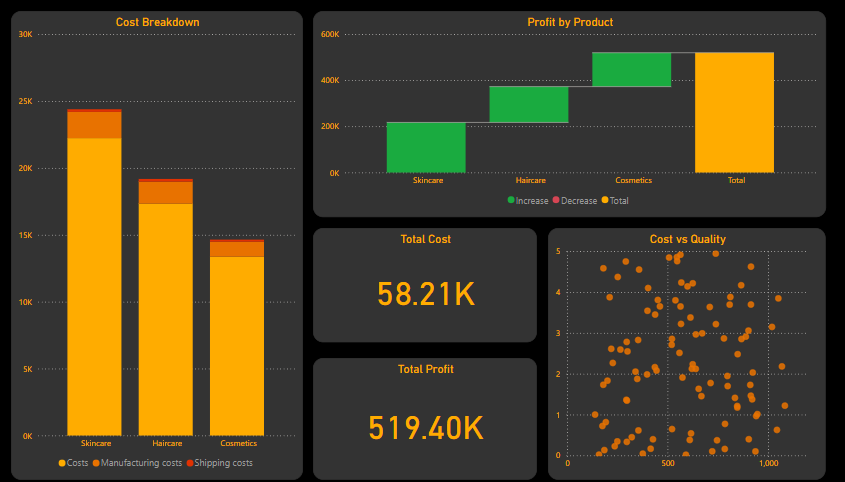 Cost Breakdown
30K
25K
20K
15K
10K
5K
0K
Skincare Haircare Cosmetics
Costs Manufacturing costs Shipping costs
Profit by Product
600K
400K
200K
0K
Skincare Haircare Cosmetics Total
Increase Decrease Total
Total Cost
58.21K
Total Profit
519.40K
Cost vs Quality
5
4
3
2
1
0
0 500 1,000